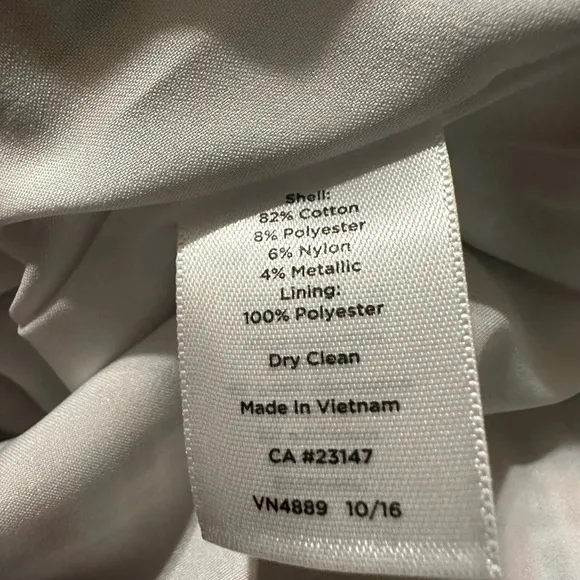 Shell:
82% Cotton
8% Polyester
6% Nylon
4% Metallic
Lining:
100% Polyester
Dry Clean
Made In Vietnam
CA #23147
VN4889 10/16